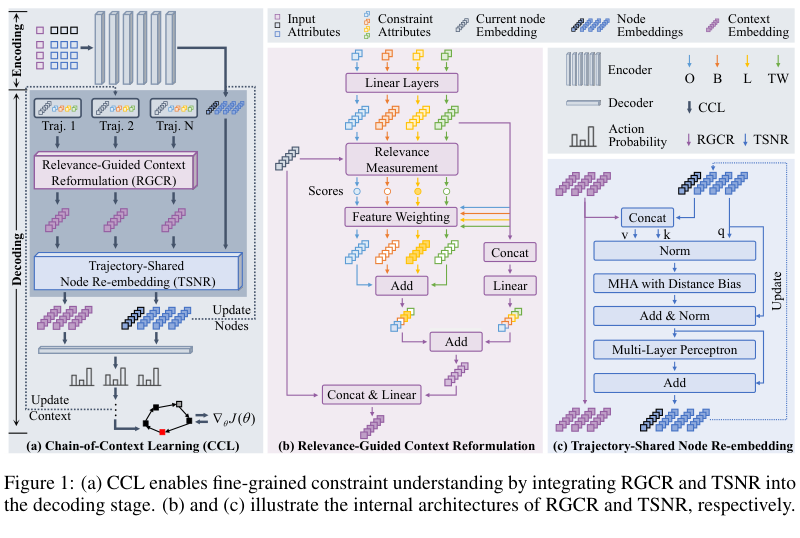 Input
Attributes
Constraint
Attributes
Current node
Embedding
Node
Embeddings
Context
Embedding
Encoding
Decoding
Traj. 1
Traj. 2
Traj. N
Relevance-Guided Context
Reformulation (RGCR)
Trajectory-Shared
Node Re-embedding (TSNR)
Update
Nodes
Update
Context
∇θJ(θ)
(a) Chain-of-Context Learning (CCL)
Linear Layers
Relevance
Measurement
Scores
Feature Weighting
Concat
Add
Linear
Add
Concat & Linear
(b) Relevance-Guided Context Reformulation
Encoder
O B L TW
Decoder
CCL
Action
Probability
RGCR TSNR
Concat
v k q
Norm
MHA with Distance Bias
Add & Norm
Multi-Layer Perceptron
Add
Update
(c) Trajectory-Shared Node Re-embedding
Figure 1: (a) CCL enables fine-grained constraint understanding by integrating RGCR and TSNR into
the decoding stage. (b) and (c) illustrate the internal architectures of RGCR and TSNR, respectively.